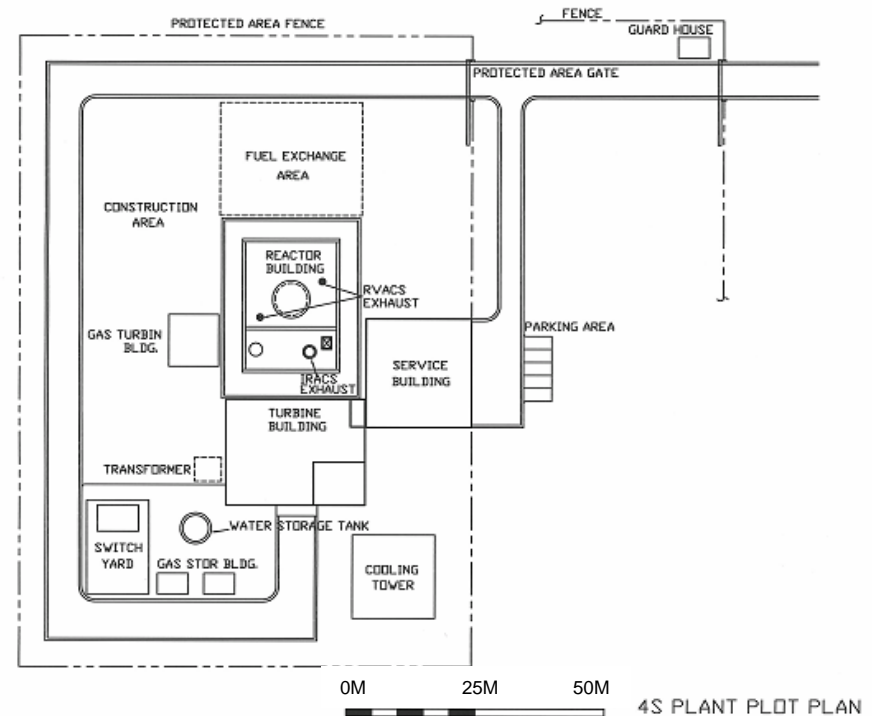 PROTECTED AREA FENCE
FENCE
GUARD HOUSE
PROTECTED AREA GATE
FUEL EXCHANGE
AREA
CONSTRUCTION
AREA
REACTOR
BUILDING
RVACS
EXHAUST
GAS TURBIN
BLDG.
PARKING AREA
SERVICE
BUILDING
IRACS
EXHAUST
TURBINE
BUILDING
TRANSFORMER
WATER STORAGE TANK
SWITCH
YARD
GAS STOR BLDG.
COOLING
TOWER
0M 25M 50M
4S PLANT PLOT PLAN